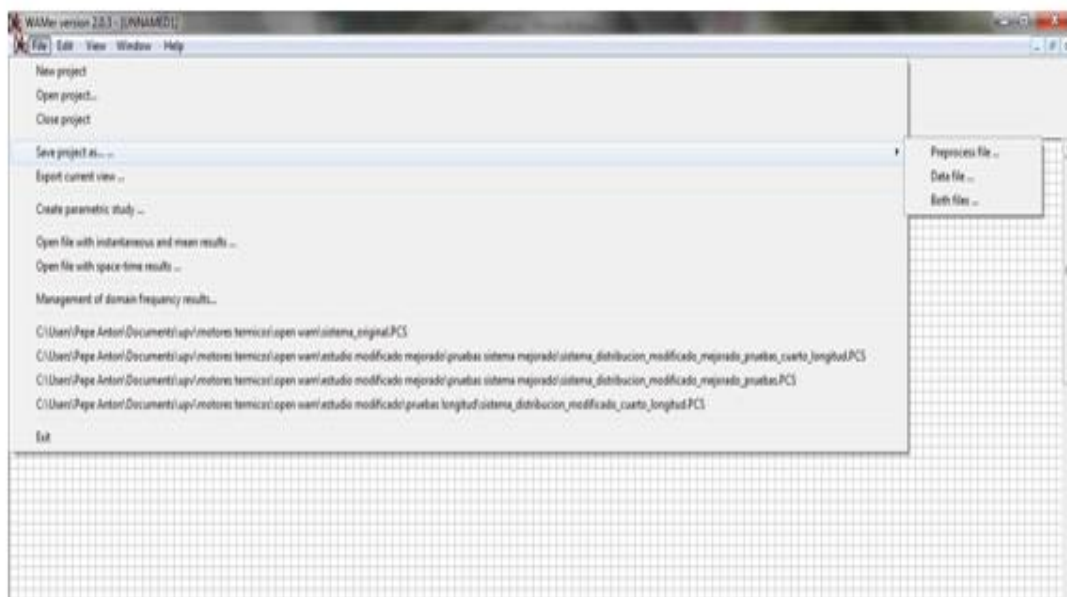 WAMer version 2.0.3 - [UNNAMED1]
File Edit View Window Help
New project
Open project...
Close project
Save project as... ...
Preprocess file ...
Data file ...
Both files ...
Export current view ...
Create parametric study ...
Open file with instantaneous and mean results ...
Open file with space-time results ...
Management of domain frequency results...
C:\Users\Pepe Anton\Documents\upv\motores termicos\open wam\sistema_original.PCS
C:\Users\Pepe Anton\Documents\upv\motores termicos\open wam\estudio modificado mejorado\pruebas sistema mejorado\sistema_distribucion_modificado_mejorado_pruebas_cuarto_longitud.PCS
C:\Users\Pepe Anton\Documents\upv\motores termicos\open wam\estudio modificado mejorado\pruebas sistema mejorado\sistema_distribucion_modificado_mejorado_pruebas.PCS
C:\Users\Pepe Anton\Documents\upv\motores termicos\open wam\estudio modificado\pruebas longitud\sistema_distribucion_modificado_cuarto_longitud.PCS
Exit